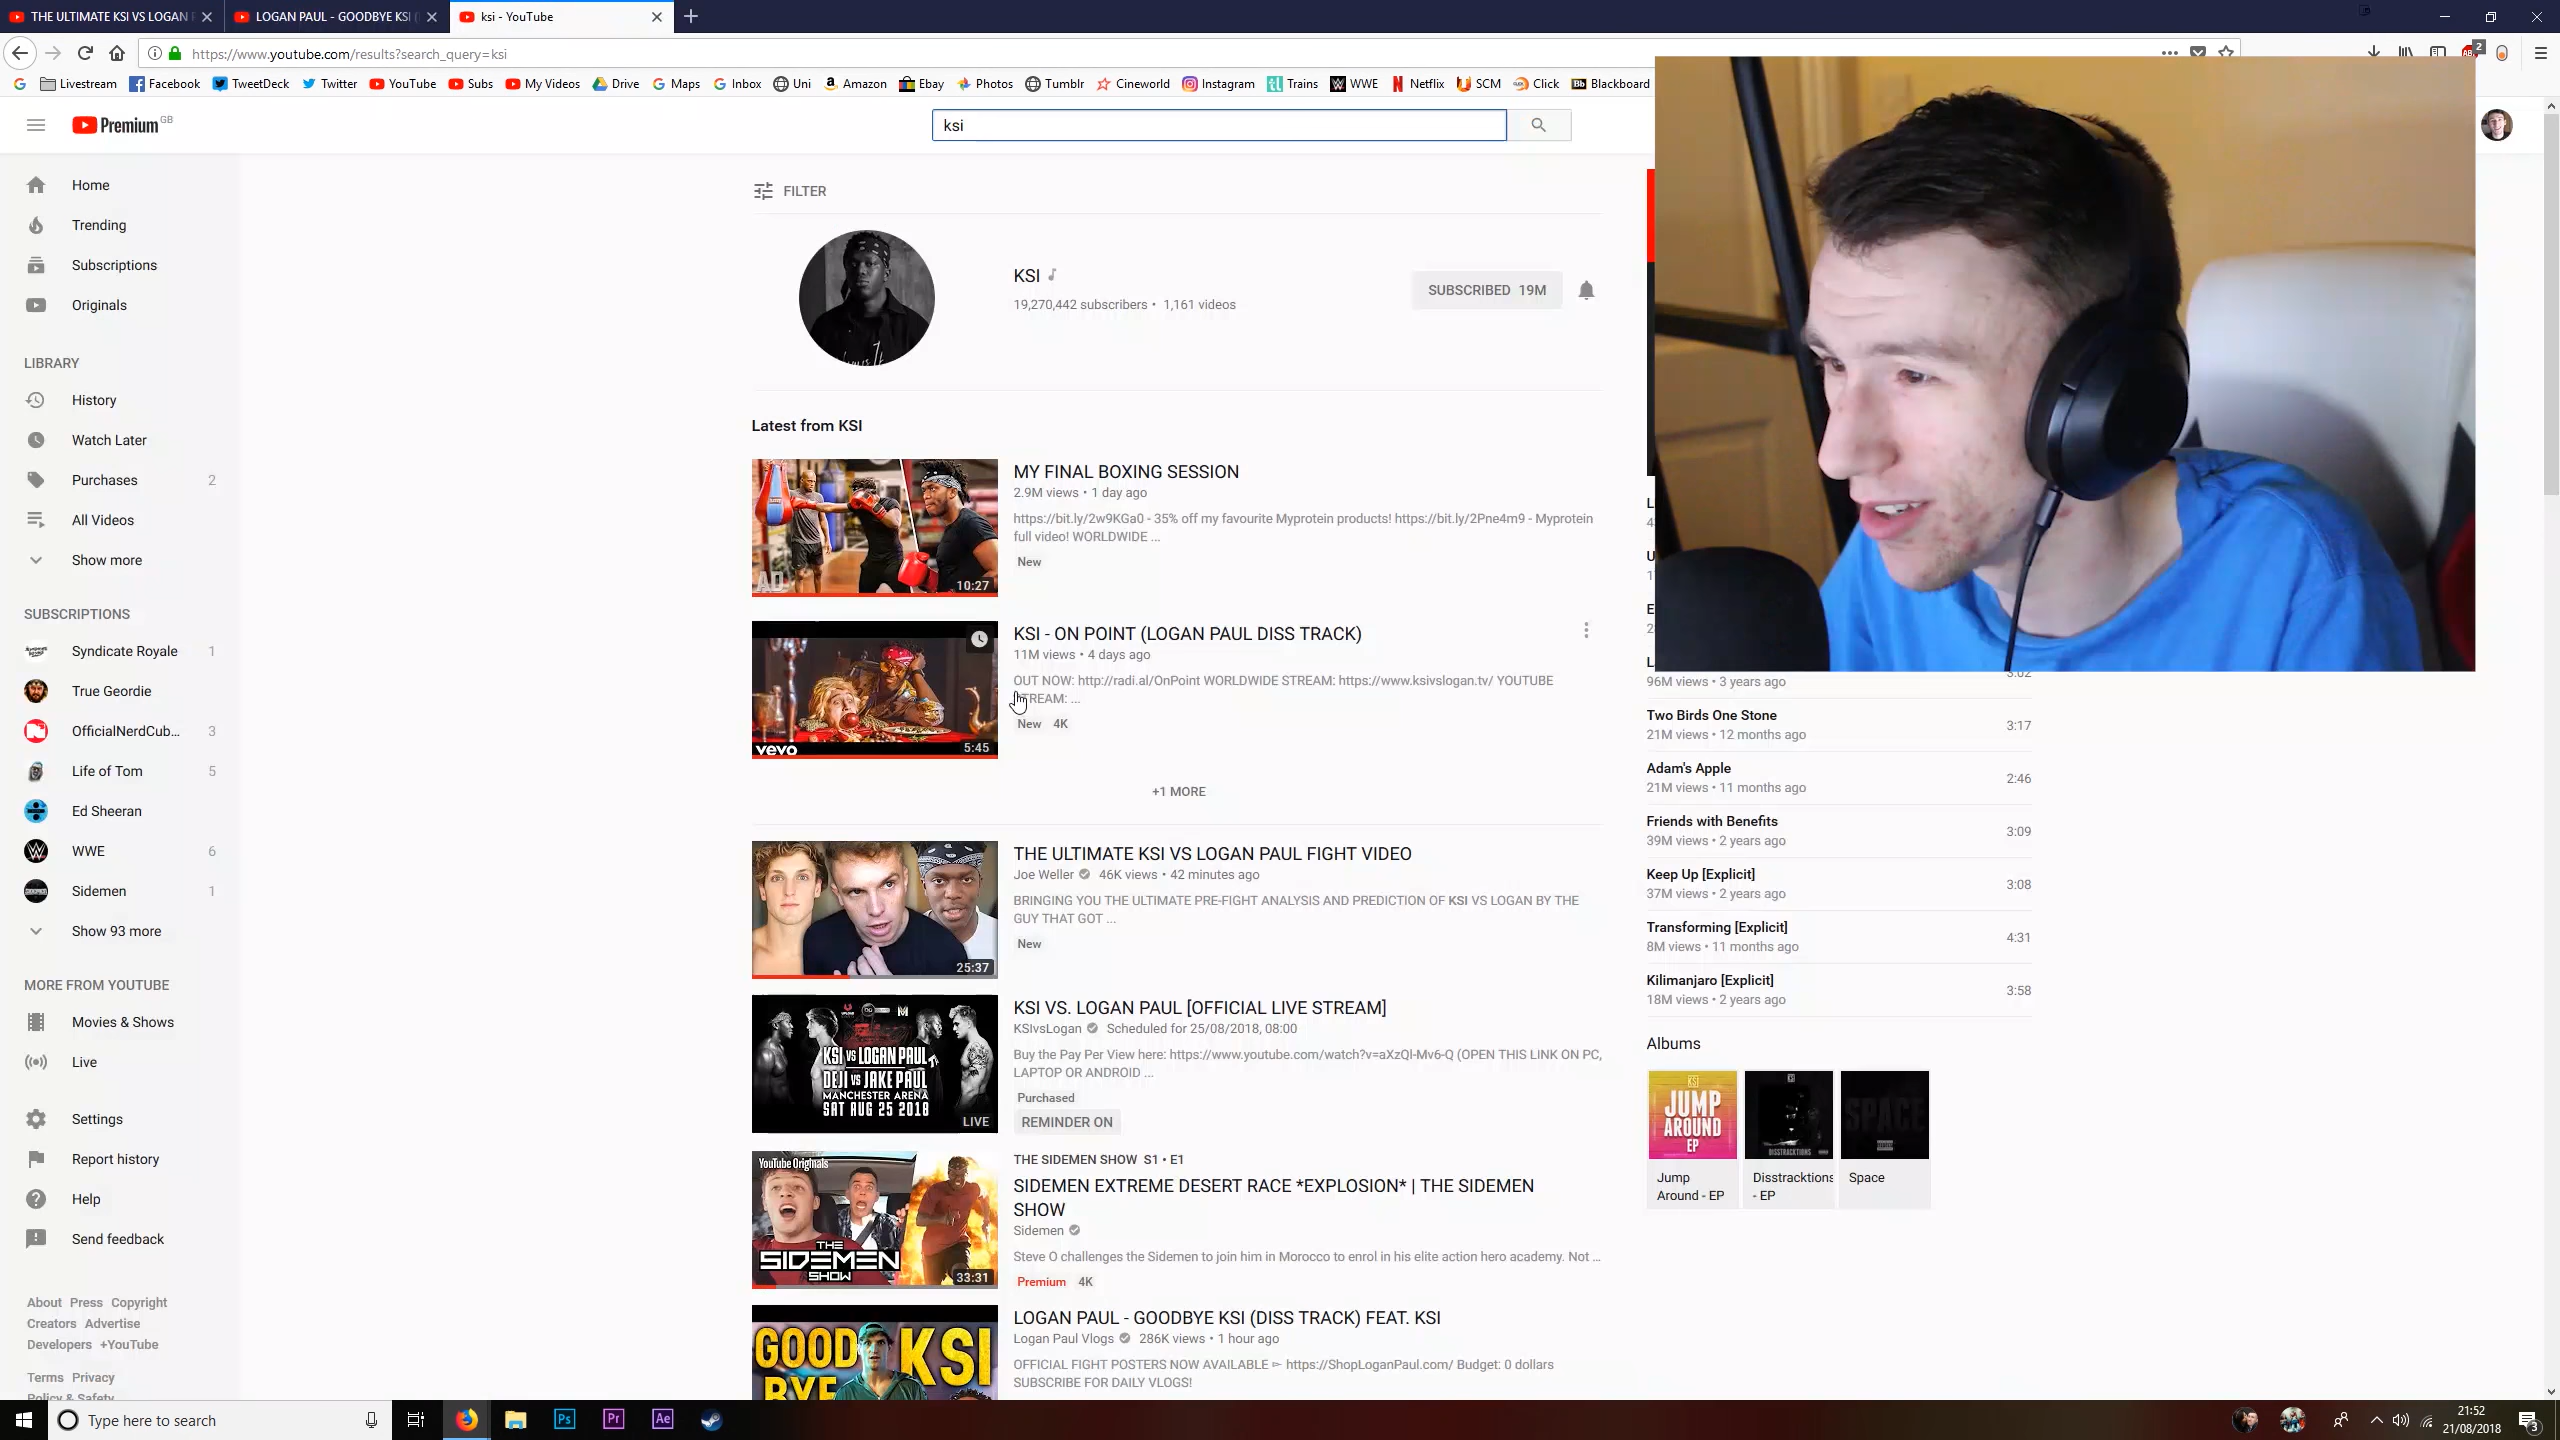 THE ULTIMATE KSI VS LOGAN
LOGAN PAUL - GOODBYE KSI
ksi - YouTube
https://www.youtube.com/results?search_query=ksi
2
Livestream Facebook TweetDeck Twitter YouTube Subs My Videos Drive Maps Inbox Uni Amazon Ebay Photos Tumblr Cineworld Instagram Trains WWE Netflix SCM Click Blackboard
Premium GB
ksi
Home
Trending
Subscriptions
Originals
LIBRARY
History
Watch Later
Purchases 2
All Videos
Show more
SUBSCRIPTIONS
Syndicate Royale 1
True Geordie
OfficialNerdCub... 3
Life of Tom 5
Ed Sheeran
WWE 6
Sidemen 1
Show 93 more
MORE FROM YOUTUBE
Movies & Shows
Live
Settings
Report history
Help
Send feedback
About Press Copyright
Creators Advertise
Developers +YouTube
Terms Privacy
Policy & Safety
FILTER
KSI
19,270,442 subscribers • 1,161 videos
SUBSCRIBED 19M
Latest from KSI
AD
10:27
MY FINAL BOXING SESSION
2.9M views • 1 day ago
https://bit.ly/2w9KGa0 - 35% off my favourite Myprotein products! https://bit.ly/2Pne4m9 - Myprotein
full video! WORLDWIDE ...
New
vevo
5:45
KSI - ON POINT (LOGAN PAUL DISS TRACK)
11M views • 4 days ago
OUT NOW: http://radi.al/OnPoint WORLDWIDE STREAM: https://www.ksivslogan.tv/ YOUTUBE
STREAM: ...
New 4K
+1 MORE
25:37
THE ULTIMATE KSI VS LOGAN PAUL FIGHT VIDEO
Joe Weller 46K views • 42 minutes ago
BRINGING YOU THE ULTIMATE PRE-FIGHT ANALYSIS AND PREDICTION OF KSI VS LOGAN BY THE
GUY THAT GOT ...
New
KSI VS LOGAN PAUL
DEJI VS JAKE PAUL
MANCHESTER ARENA
SAT AUG 25 2018
LIVE
KSI VS. LOGAN PAUL [OFFICIAL LIVE STREAM]
KSIvsLogan Scheduled for 25/08/2018, 08:00
Buy the Pay Per View here: https://www.youtube.com/watch?v=aXzQl-Mv6-Q (OPEN THIS LINK ON PC,
LAPTOP OR ANDROID ...
Purchased
REMINDER ON
YouTube Originals
THE
SIDEMEN
SHOW
33:31
THE SIDEMEN SHOW S1 • E1
SIDEMEN EXTREME DESERT RACE *EXPLOSION* | THE SIDEMEN
SHOW
Sidemen
Steve O challenges the Sidemen to join him in Morocco to enrol in his elite action hero academy. Not ...
Premium 4K
GOOD KSI
BYE
LOGAN PAUL - GOODBYE KSI (DISS TRACK) FEAT. KSI
Logan Paul Vlogs 286K views • 1 hour ago
OFFICIAL FIGHT POSTERS NOW AVAILABLE ► https://ShopLoganPaul.com/ Budget: 0 dollars
SUBSCRIBE FOR DAILY VLOGS!
96M views • 3 years ago 3:02
Two Birds One Stone
21M views • 12 months ago 3:17
Adam's Apple
21M views • 11 months ago 2:46
Friends with Benefits
39M views • 2 years ago 3:09
Keep Up [Explicit]
37M views • 2 years ago 3:08
Transforming [Explicit]
8M views • 11 months ago 4:31
Kilimanjaro [Explicit]
18M views • 2 years ago 3:58
Albums
KSI
JUMP
AROUND
EP
DISSTRACKTIONS
SPACE
Jump
Around - EP
Disstracktions
- EP
Space
Type here to search
Ps Pr Ae
21:52
21/08/2018
3